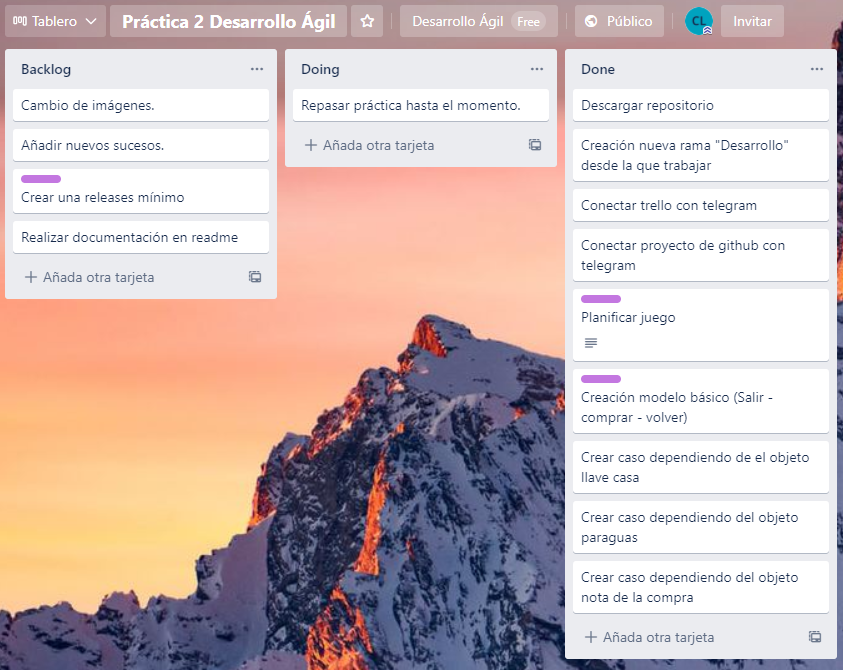 Tablero
Práctica 2 Desarrollo Ágil
Desarrollo Ágil Free
Público
CL
Invitar
Backlog
Cambio de imágenes.
Añadir nuevos sucesos.
Crear una releases mínimo
Realizar documentación en readme
Añada otra tarjeta
Doing
Repasar práctica hasta el momento.
Añada otra tarjeta
Done
Descargar repositorio
Creación nueva rama "Desarrollo"
desde la que trabajar
Conectar trello con telegram
Conectar proyecto de github con
telegram
Planificar juego
Creación modelo básico (Salir -
comprar - volver)
Crear caso dependiendo de el objeto
llave casa
Crear caso dependiendo del objeto
paraguas
Crear caso dependiendo del objeto
nota de la compra
Añada otra tarjeta